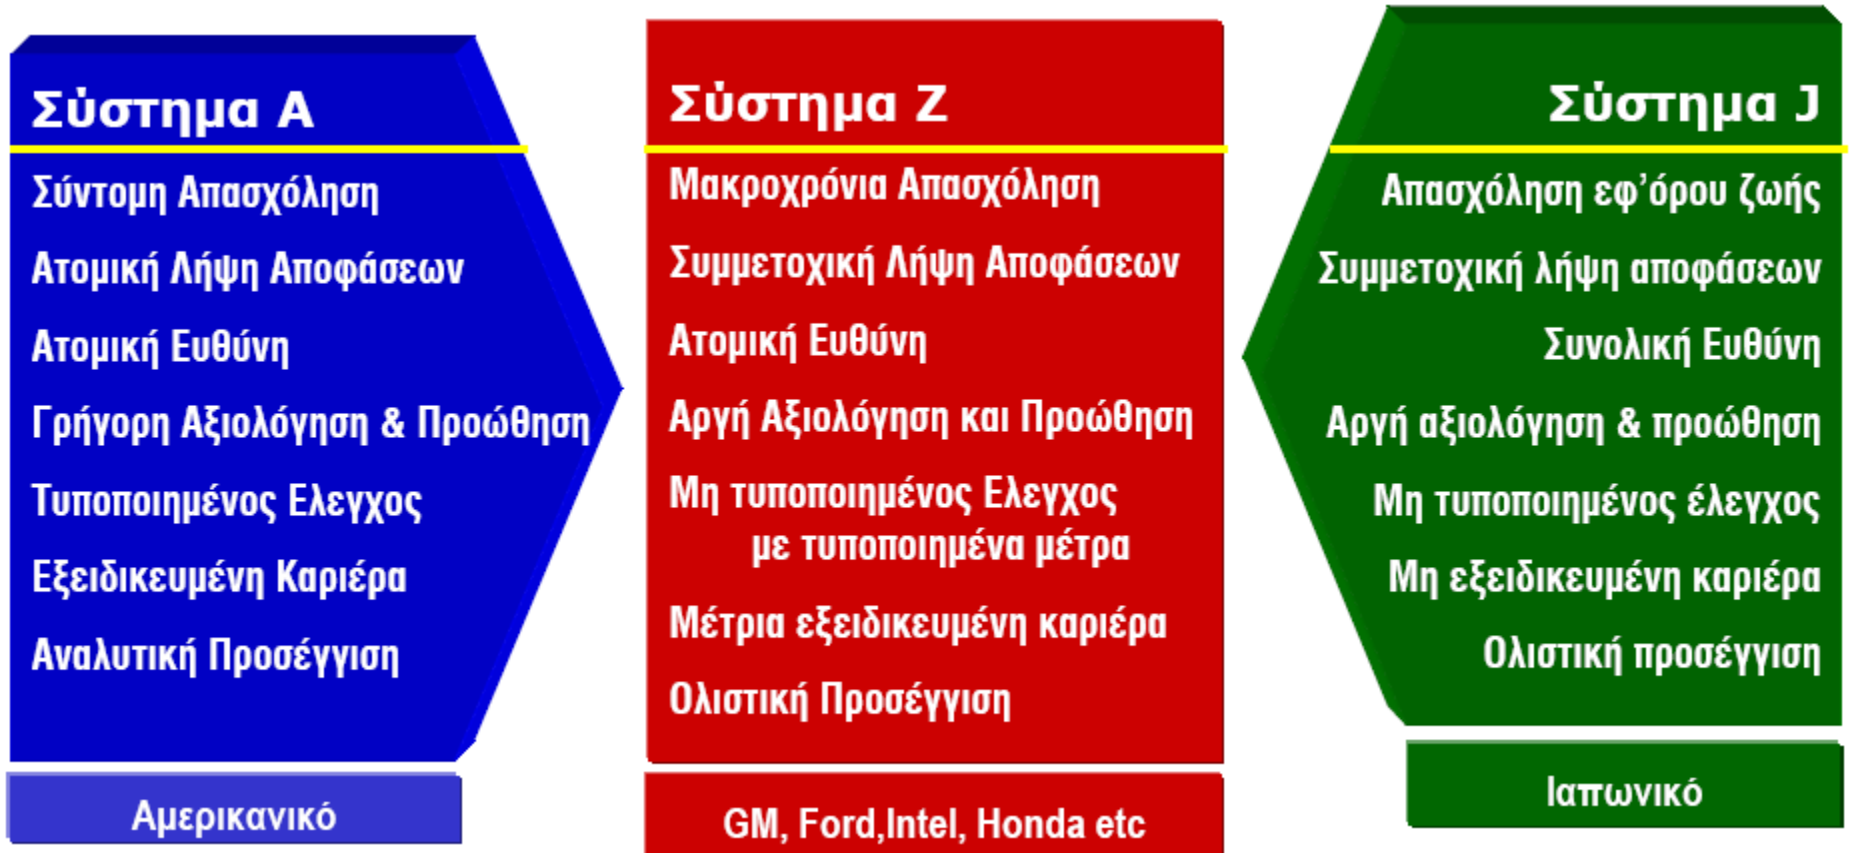 Σύστημα A
Σύντομη Απασχόληση
Ατομική Λήψη Αποφάσεων
Ατομική Ευθύνη
Γρήγορη Αξιολόγηση & Προώθηση
Τυποποιημένος Ελεγχος
Εξειδικευμένη Καριέρα
Αναλυτική Προσέγγιση
Αμερικανικό
Σύστημα Z
Μακροχρόνια Απασχόληση
Συμμετοχική Λήψη Αποφάσεων
Ατομική Ευθύνη
Αργή Αξιολόγηση και Προώθηση
Μη τυποποιημένος Ελεγχος
με τυποποιημένα μέτρα
Μέτρια εξειδικευμένη καριέρα
Ολιστική Προσέγγιση
GM, Ford,Intel, Honda etc
Σύστημα J
Απασχόληση εφ’όρου ζωής
Συμμετοχική λήψη αποφάσεων
Συνολική Ευθύνη
Αργή αξιολόγηση & προώθηση
Μη τυποποιημένος έλεγχος
Μη εξειδικευμένη καριέρα
Ολιστική προσέγγιση
Ιαπωνικό